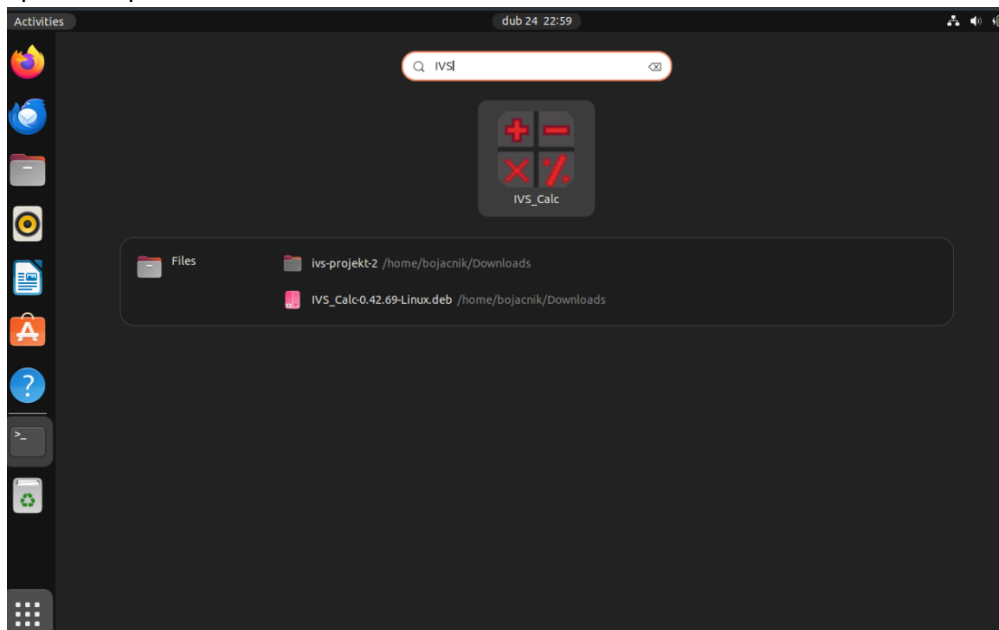 Activities
dub 24 22:59
IVS
IVS_Calc
Files
ivs-projekt-2 /home/bojacnik/Downloads
IVS_Calc-0.42.69-Linux.deb /home/bojacnik/Downloads